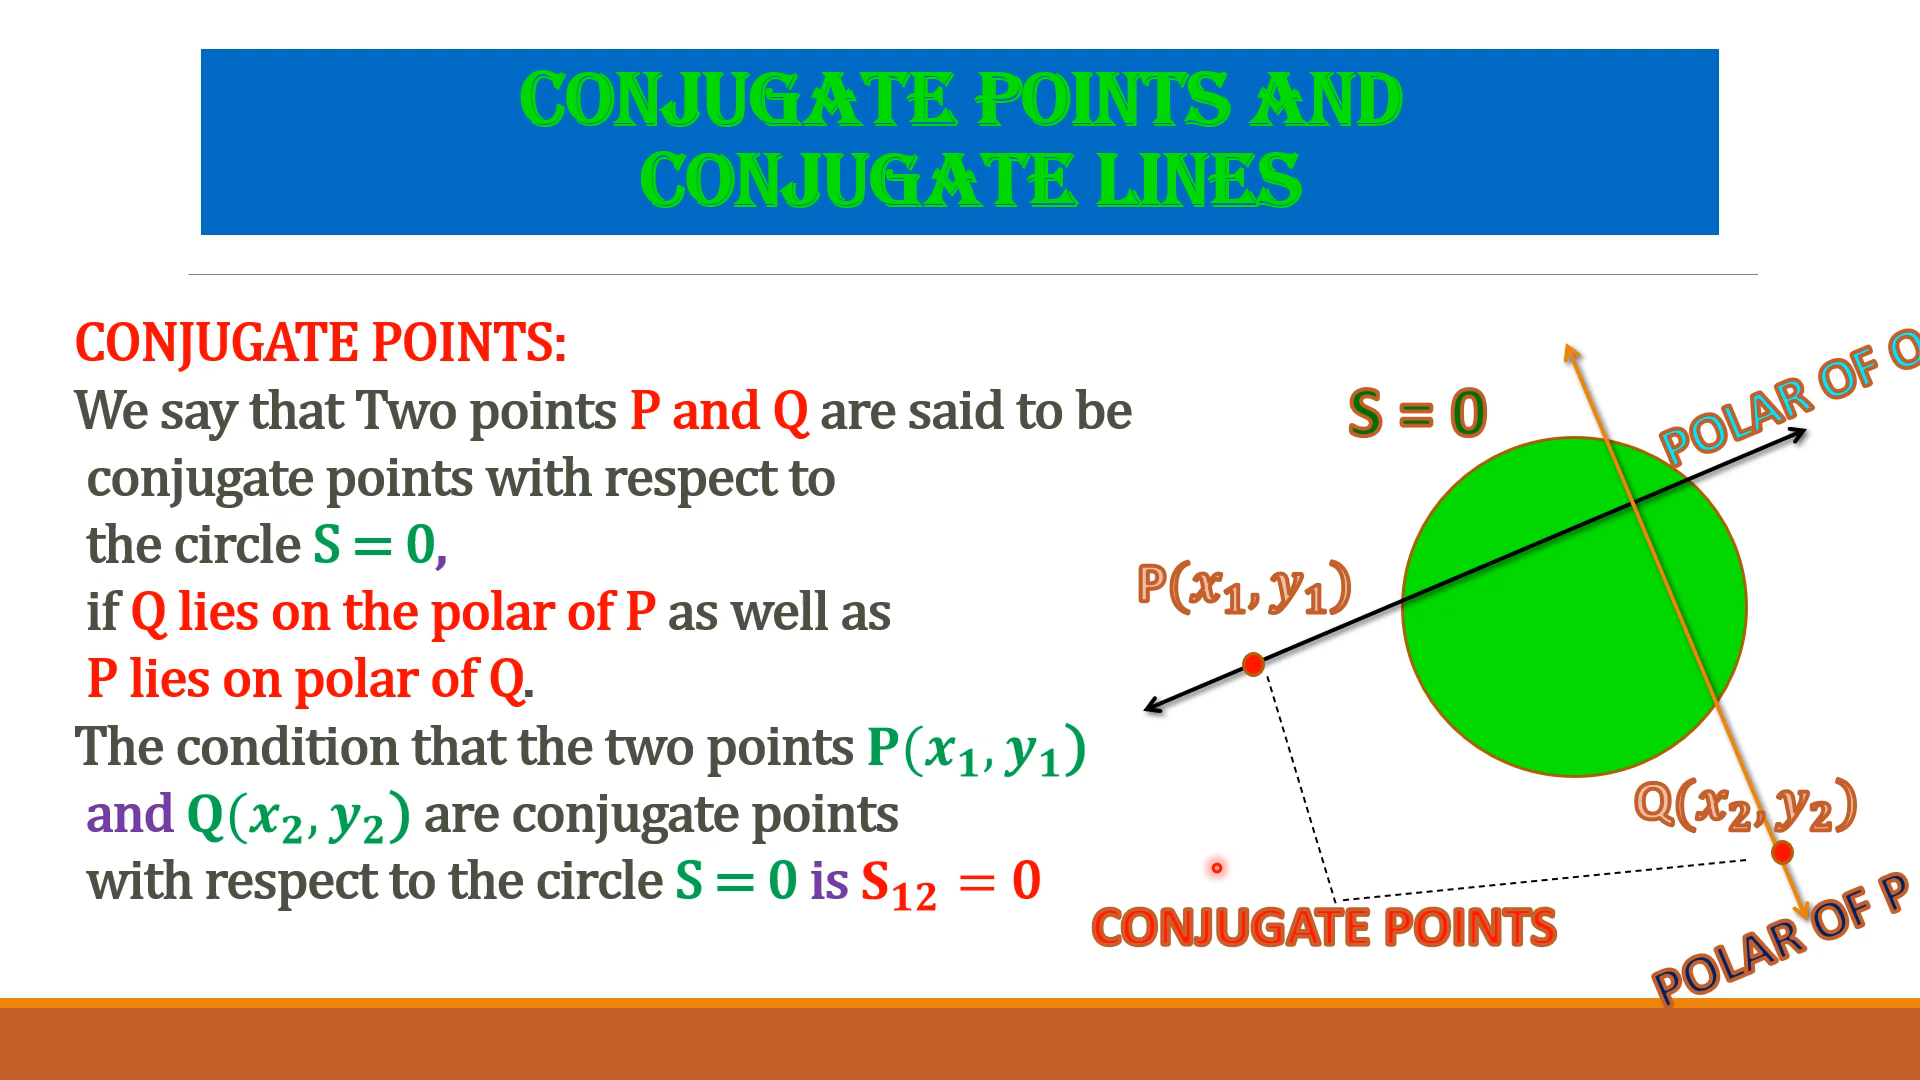 CONJUGATE POINTS AND
CONJUGATE LINES
CONJUGATE POINTS:
We say that Two points P and Q are said to be
conjugate points with respect to
the circle S = 0,
if Q lies on the polar of P as well as
P lies on polar of Q.
The condition that the two points P(x₁, y₁)
and Q(x₂, y₂) are conjugate points
with respect to the circle S = 0 is S₁₂ = 0
S = 0
POLAR OF
P(x₁, y₁)
Q(x₂, y₂)
CONJUGATE POINTS
POLAR OF P